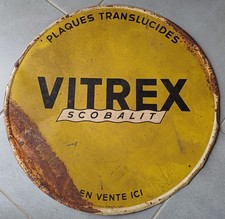 PLAQUES TRANSLUCIDES
VITREX
SCOBALIT
EN VENTE ICI